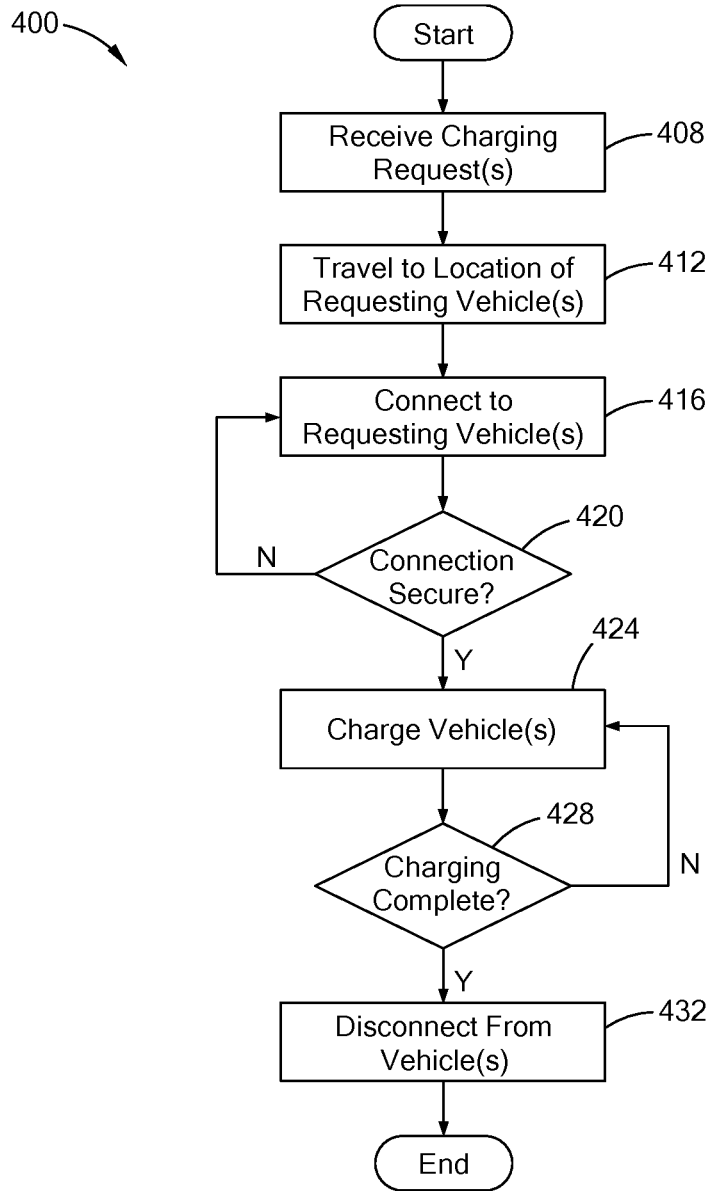 400
Start
Receive Charging
Request(s)
408
Travel to Location of
Requesting Vehicle(s)
412
Connect to
Requesting Vehicle(s)
416
420
Connection
Secure?
N
Y
424
Charge Vehicle(s)
428
Charging
Complete?
N
Y
Disconnect From
Vehicle(s)
432
End